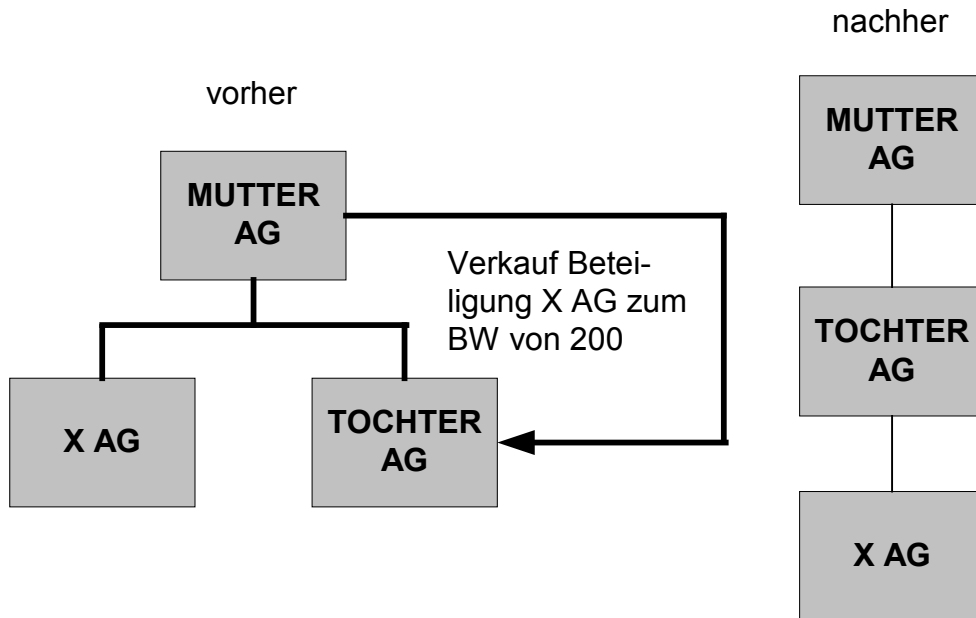 vorher
MUTTER
AG
Verkauf Betei-
ligung X AG zum
BW von 200
X AG
TOCHTER
AG
nachher
MUTTER
AG
TOCHTER
AG
X AG